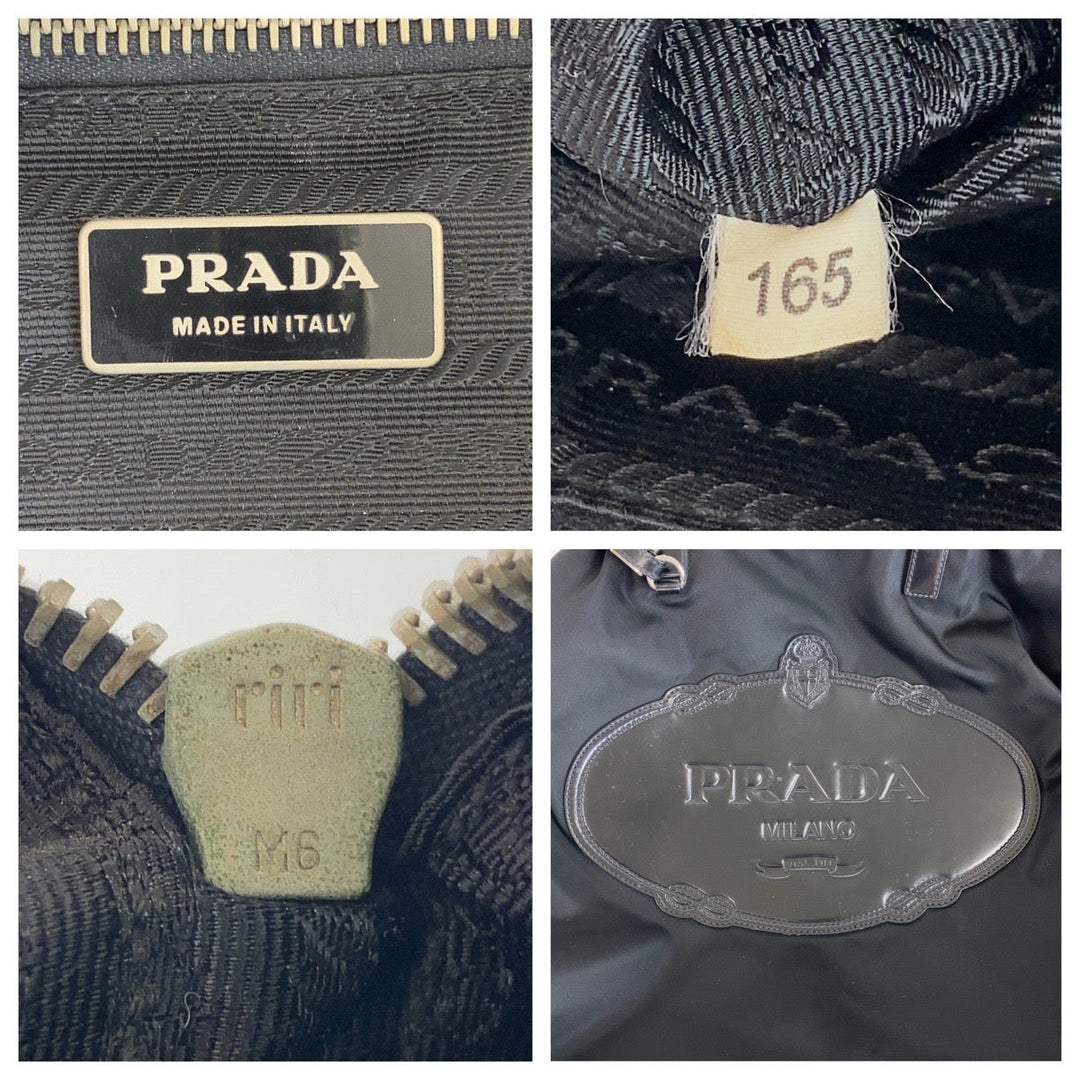 PRADA
MADE IN ITALY
165
riri
M6
PRADA
MILANO